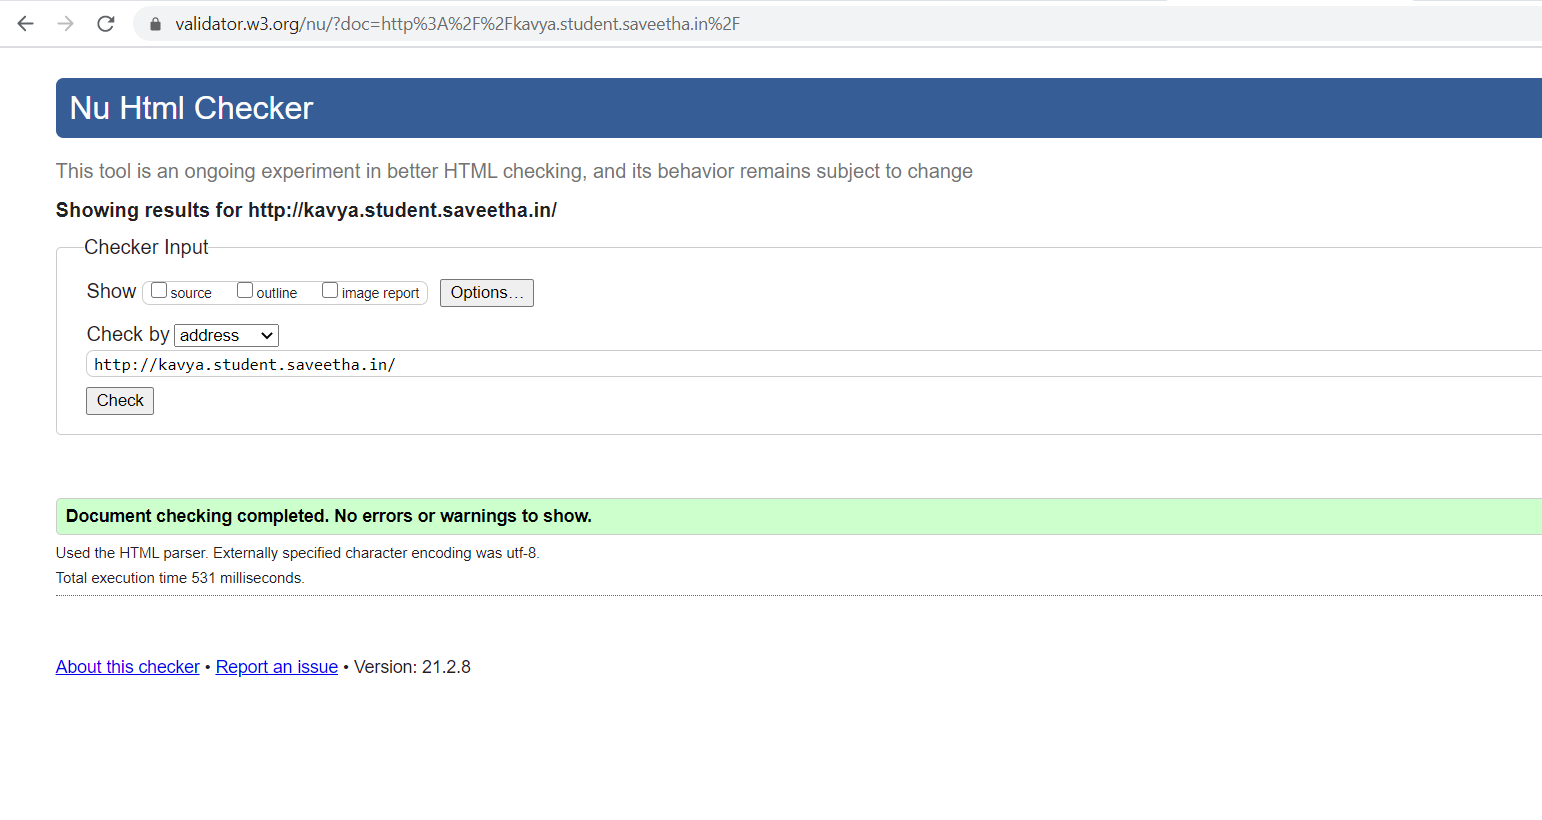 validator.w3.org/nu/?doc=http%3A%2F%2Fkavya.student.saveetha.in%2F
Nu Html Checker
This tool is an ongoing experiment in better HTML checking, and its behavior remains subject to change
Showing results for http://kavya.student.saveetha.in/
Checker Input
Show source outline image report Options...
Check by address
http://kavya.student.saveetha.in/
Check
Document checking completed. No errors or warnings to show.
Used the HTML parser. Externally specified character encoding was utf-8.
Total execution time 531 milliseconds.
About this checker • Report an issue • Version: 21.2.8